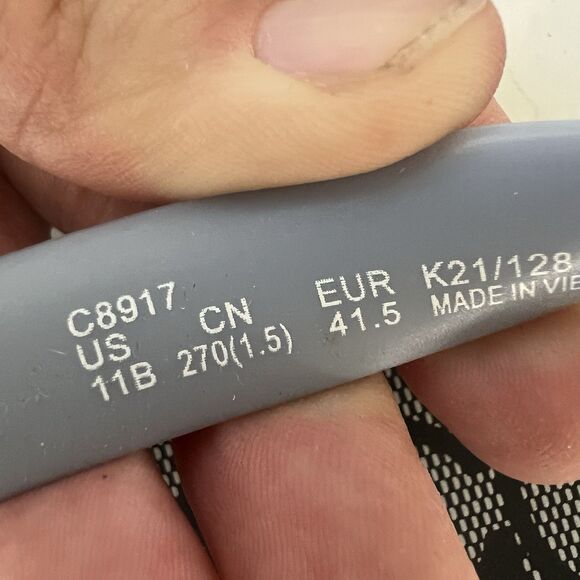 C8917
US CN EUR K21/128
11B 270(1.5) 41.5 MADE IN VIE